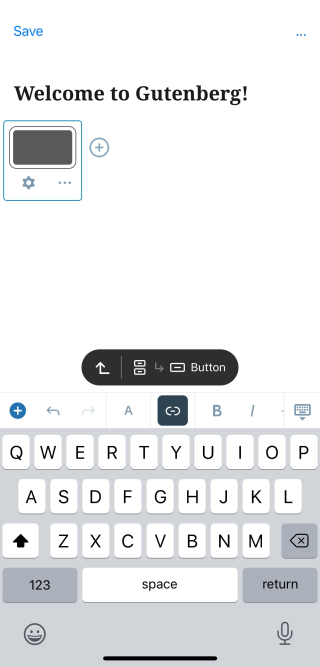 Save ...
Welcome to Gutenberg!
Button
A B I
Q W E R T Y U I O P
A S D F G H J K L
Z X C V B N M
123 space return